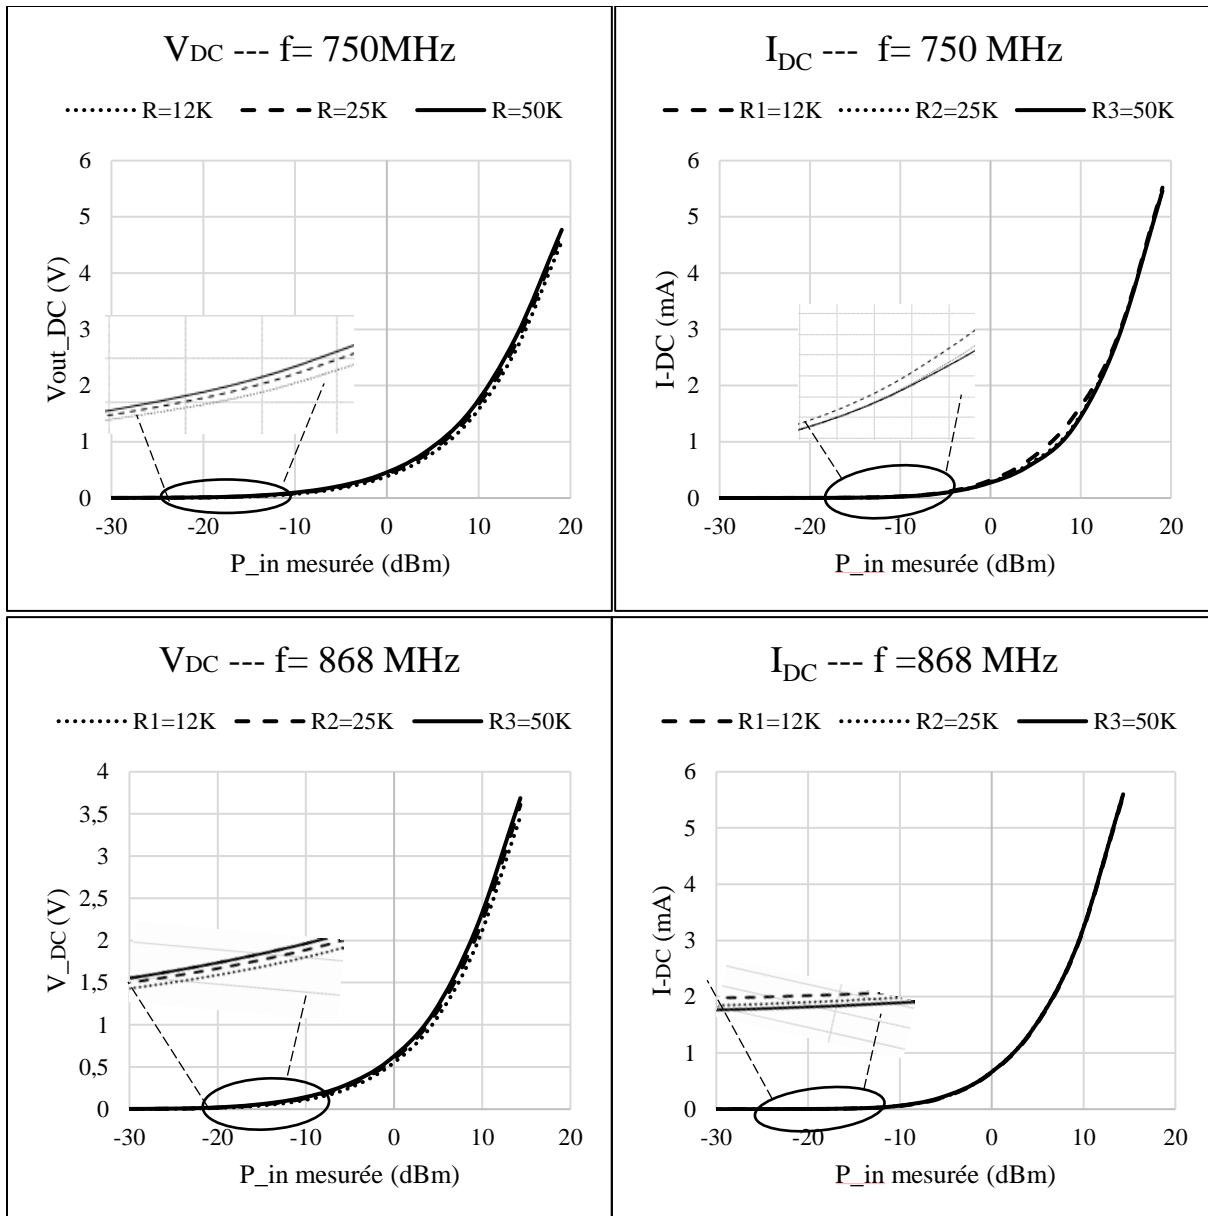 VDC --- f= 750MHz
R=12K R=25K R=50K
6
5
4
3
2
1
0
-30 -20 -10 0 10 20
Vout_DC (V)
P_in mesurée (dBm)
IDC --- f= 750 MHz
R1=12K R2=25K R3=50K
6
5
4
3
2
1
0
-30 -20 -10 0 10 20
I-DC (mA)
P_in mesurée (dBm)
VDC --- f= 868 MHz
R1=12K R2=25K R3=50K
4
3,5
3
2,5
2
1,5
1
0,5
0
-30 -20 -10 0 10 20
V_DC (V)
P_in mesurée (dBm)
IDC --- f =868 MHz
R1=12K R2=25K R3=50K
6
5
4
3
2
1
0
-30 -20 -10 0 10 20
I-DC (mA)
P_in mesurée (dBm)